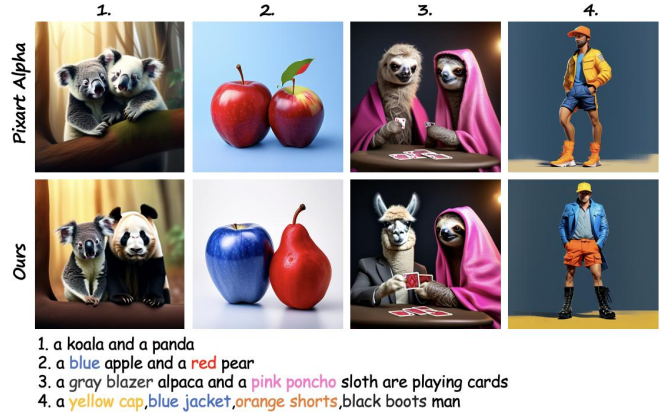 1. 2. 3. 4.
Pixart Alpha
Ours
1. a koala and a panda
2. a blue apple and a red pear
3. a gray blazer alpaca and a pink poncho sloth are playing cards
4. a yellow cap,blue jacket,orange shorts,black boots man